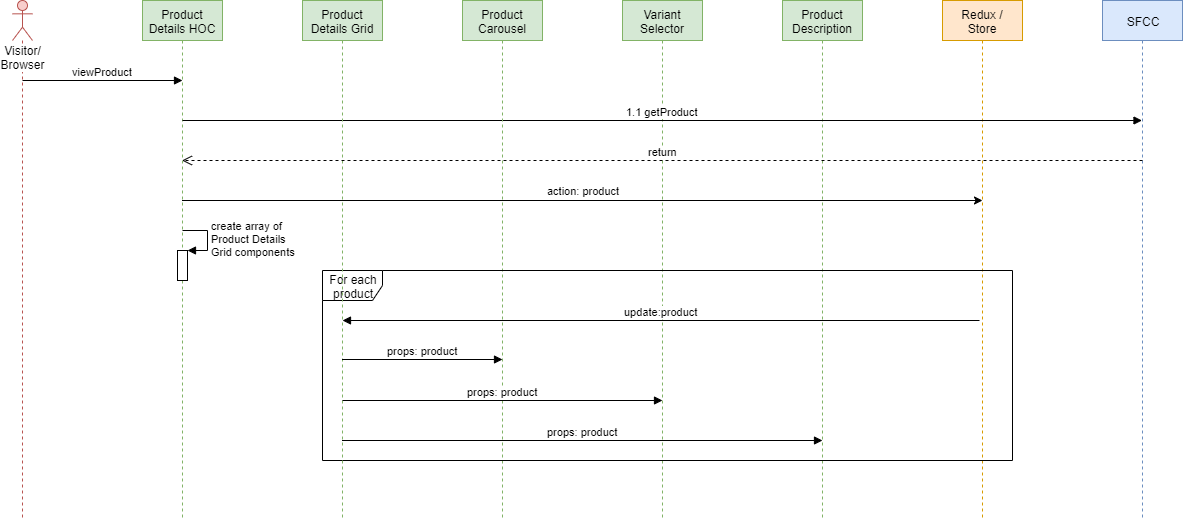 Product
Details HOC
Product
Details Grid
Product
Carousel
Variant
Selector
Product
Description
Redux /
Store
SFCC
Visitor/
Browser
viewProduct
1.1 getProduct
return
action: product
create array of
Product Details
Grid components
For each
product
update:product
props: product
props: product
props: product